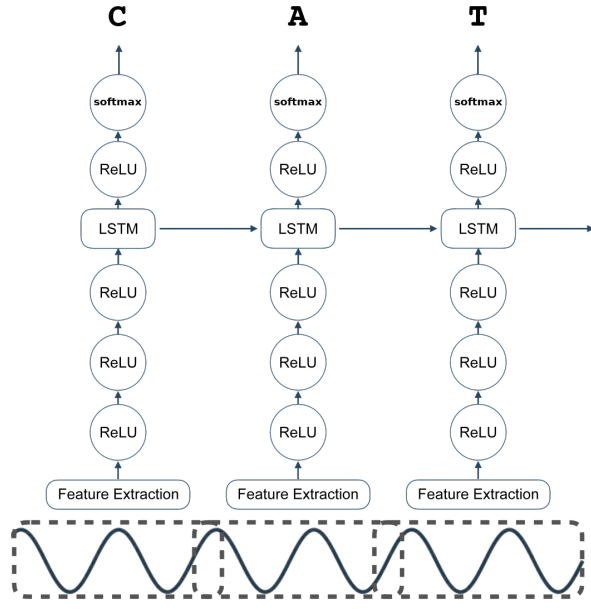 C A T
softmax softmax softmax
ReLU ReLU ReLU
LSTM LSTM LSTM
ReLU ReLU ReLU
ReLU ReLU ReLU
ReLU ReLU ReLU
Feature Extraction Feature Extraction Feature Extraction